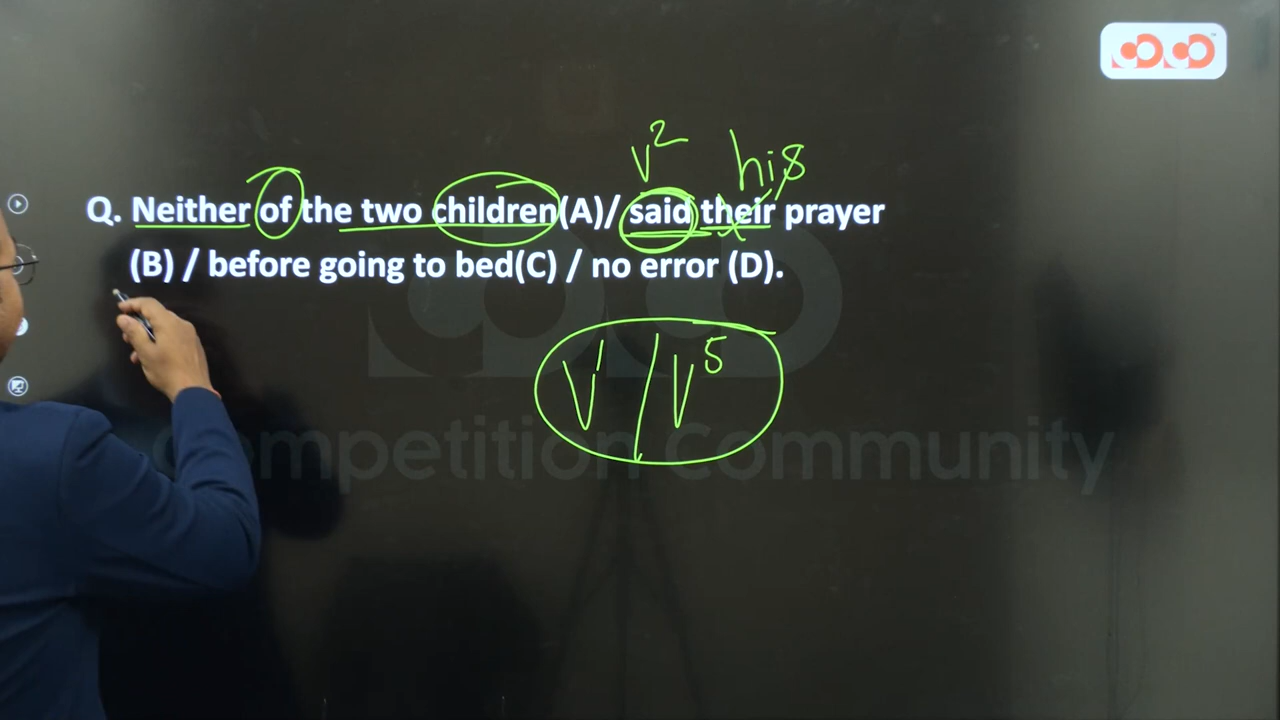 V² his
Q. Neither of the two children(A)/ said their prayer
(B) / before going to bed(C) / no error (D).
V¹ / V⁵
Competition Community